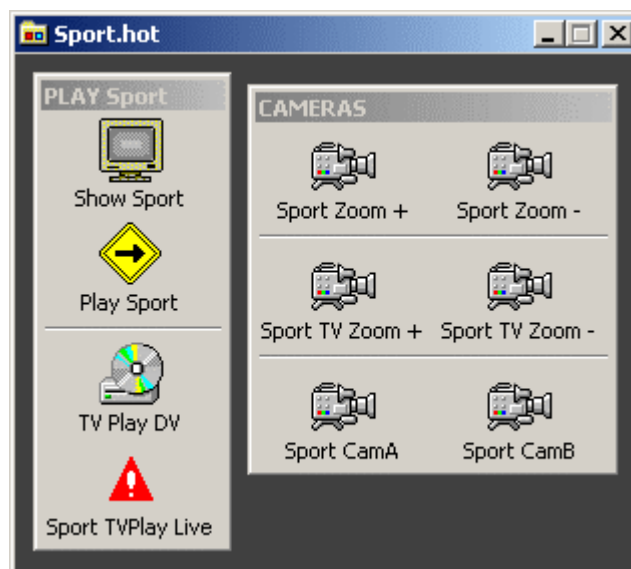 Sport.hot
PLAY Sport
Show Sport
Play Sport
TV Play DV
Sport TVPlay Live
CAMERAS
Sport Zoom + Sport Zoom -
Sport TV Zoom + Sport TV Zoom -
Sport CamA Sport CamB